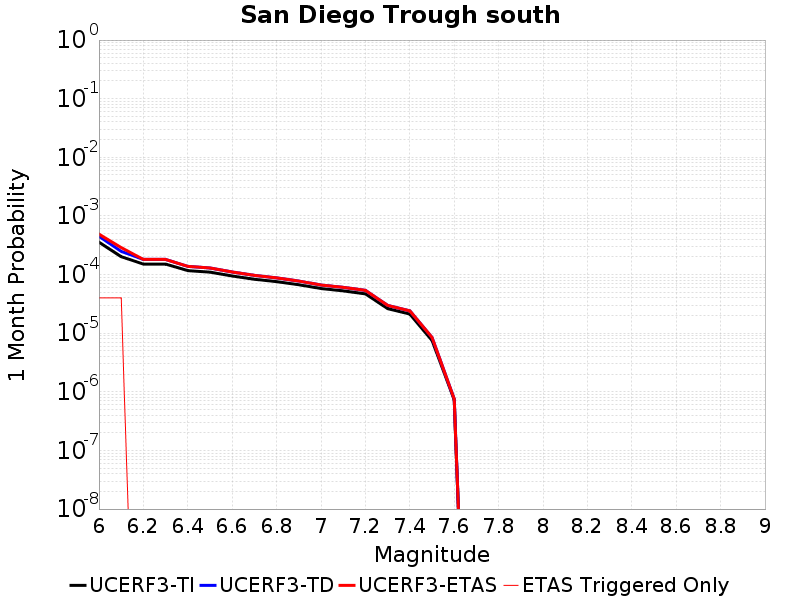 San Diego Trough south
1 Month Probability
10^0
10^-1
10^-2
10^-3
10^-4
10^-5
10^-6
10^-7
10^-8
6 6.2 6.4 6.6 6.8 7 7.2 7.4 7.6 7.8 8 8.2 8.4 8.6 8.8 9
Magnitude
UCERF3-TI UCERF3-TD UCERF3-ETAS ETAS Triggered Only